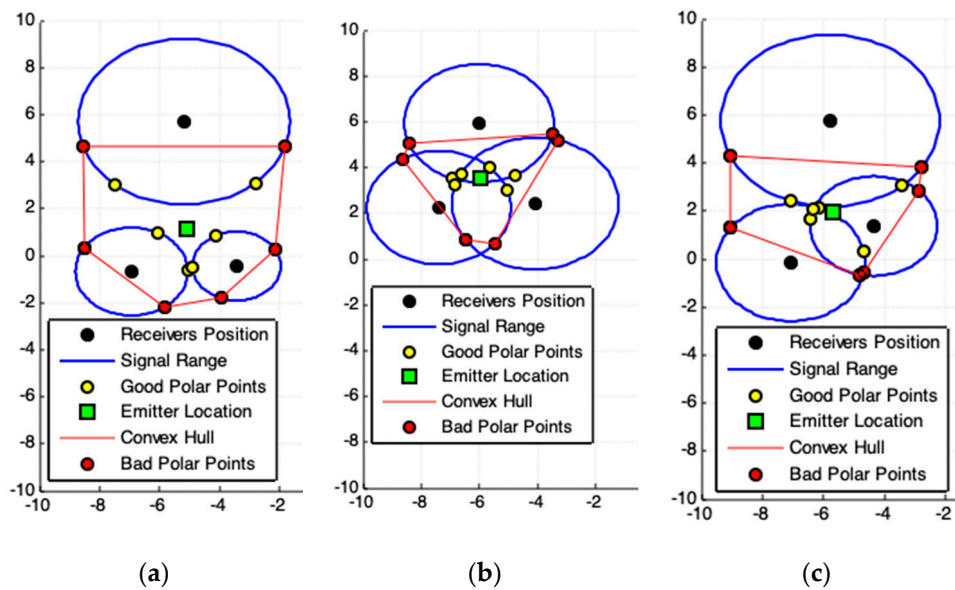 10
8
6
4
2
0
-2
-4
-6
-8
-10
-10 -8 -6 -4 -2
Receivers Position
Signal Range
Good Polar Points
Emitter Location
Convex Hull
Bad Polar Points
(a)
10
8
6
4
2
0
-2
-4
-6
-8
-10
-10 -8 -6 -4 -2
Receivers Position
Signal Range
Good Polar Points
Emitter Location
Convex Hull
Bad Polar Points
(b)
10
8
6
4
2
0
-2
-4
-6
-8
-10
-10 -8 -6 -4 -2
Receivers Position
Signal Range
Good Polar Points
Emitter Location
Convex Hull
Bad Polar Points
(c)